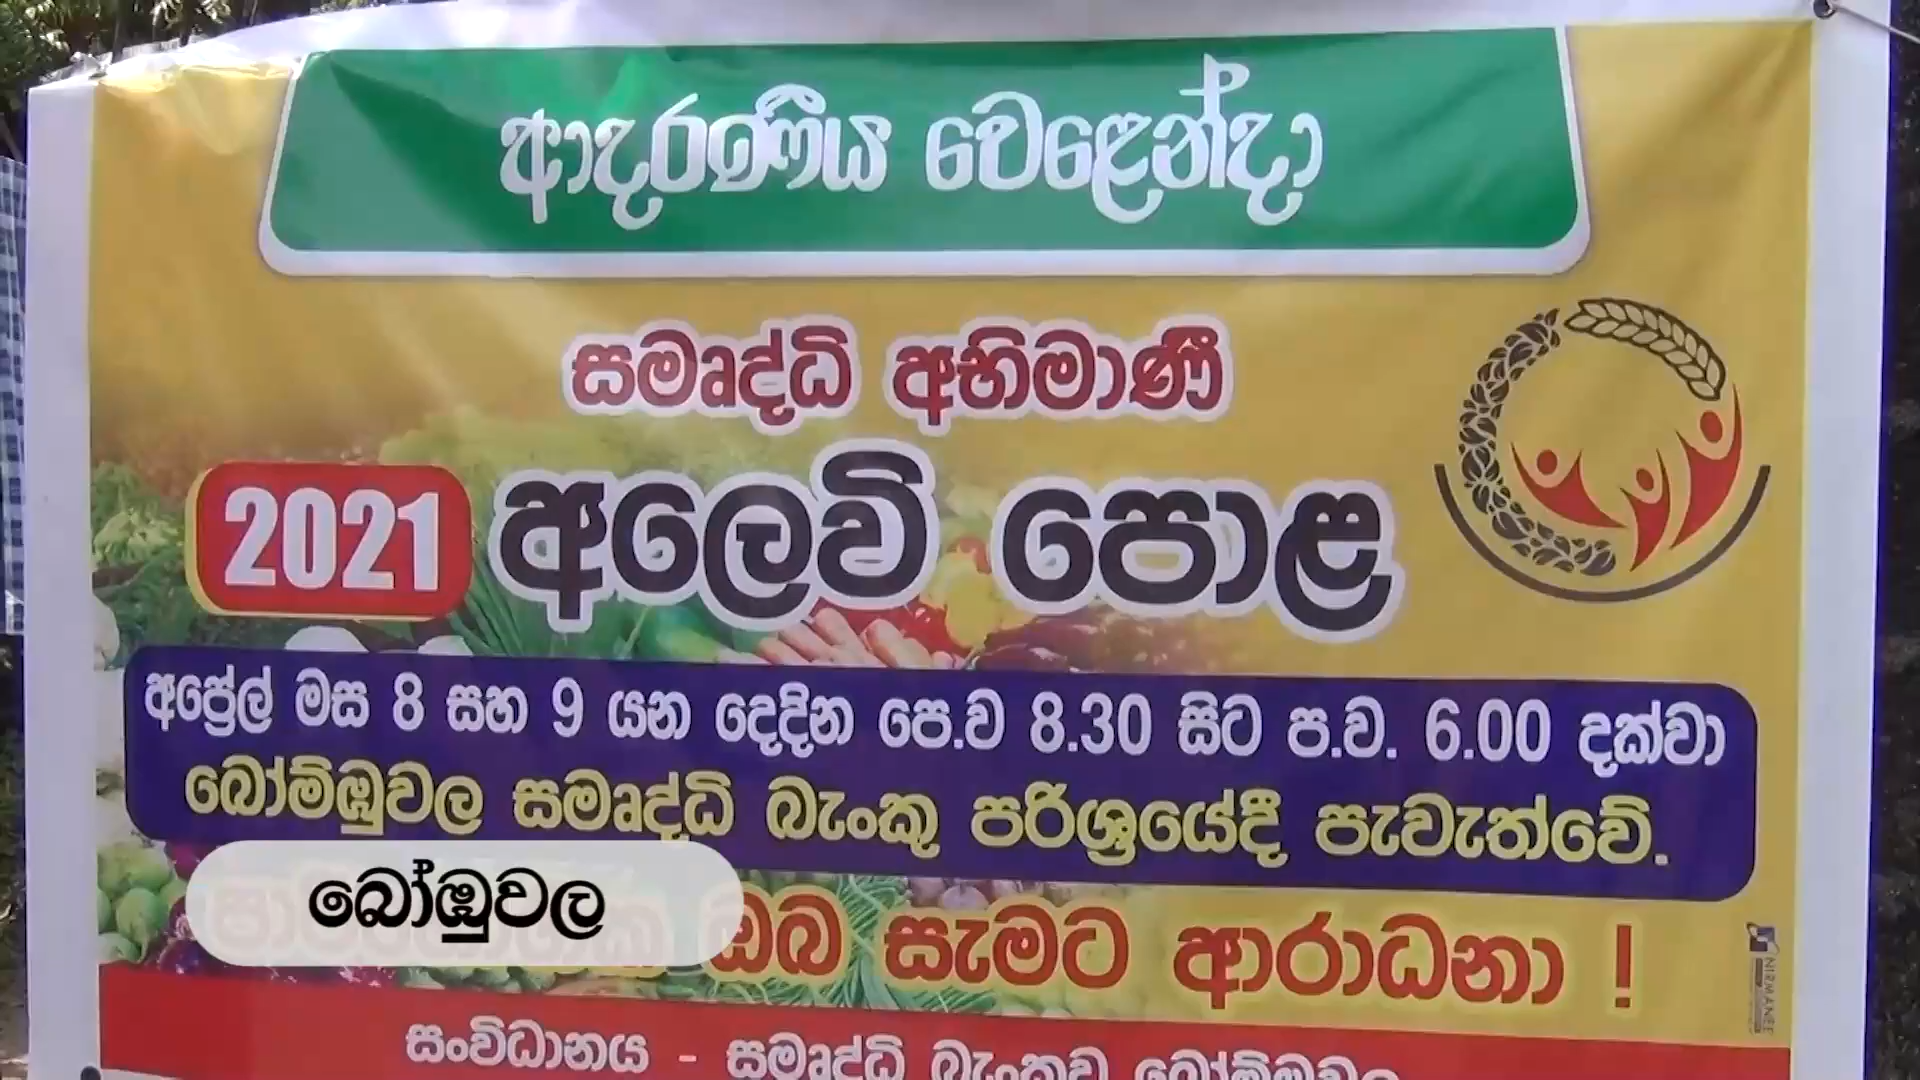 ආදරණීය වෙළෙන්දා
සමෘද්ධි අභිමාණී
2021 අලෙවි පොළ
අප්‍රේල් මස 8 සහ 9 යන දෙදින පෙ.ව 8.30 සිට ප.ව. 6.00 දක්වා
බෝම්ඹුවල සමෘද්ධි බැංකු පරිශ්‍රයේදී පැවැත්වේ.
බෝඹුවල
ඔබ සැමට ආරාධනා !
සංවිධානය - සමෘද්ධි බැංකුව
NIRMANEE